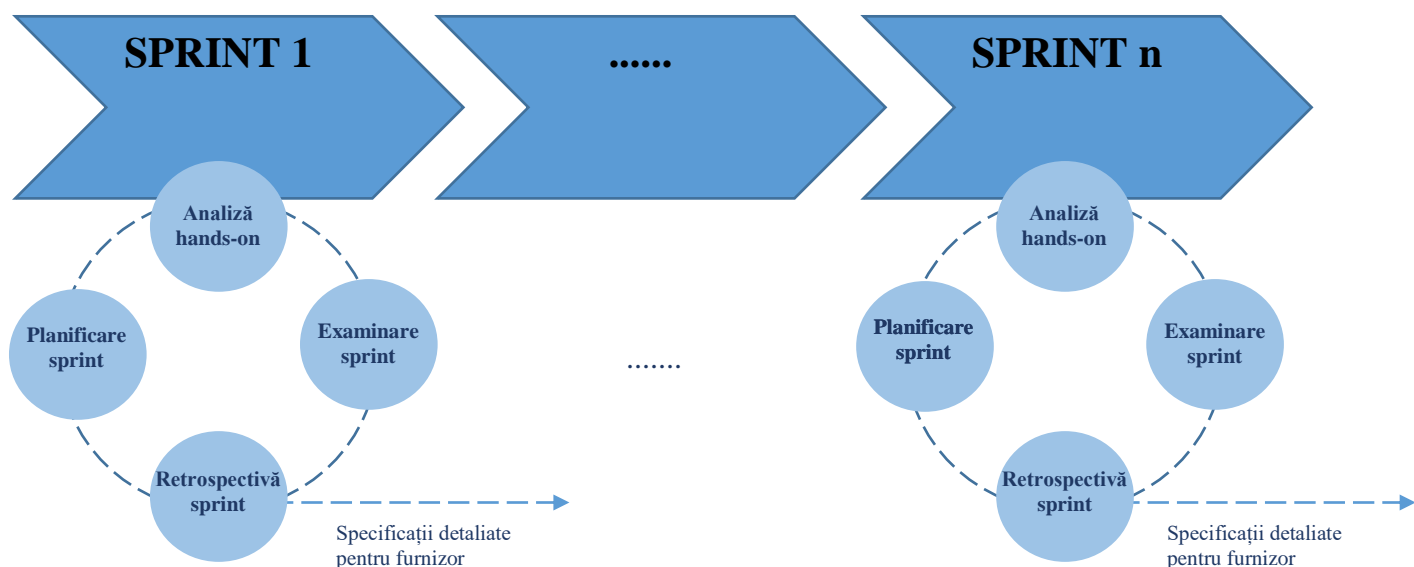 SPRINT 1
......
SPRINT n
Analiză
hands-on
Planificare
sprint
Examinare
sprint
Retrospectivă
sprint
Specificații detaliate
pentru furnizor
.......
Analiză
hands-on
Planificare
sprint
Examinare
sprint
Retrospectivă
sprint
Specificații detaliate
pentru furnizor